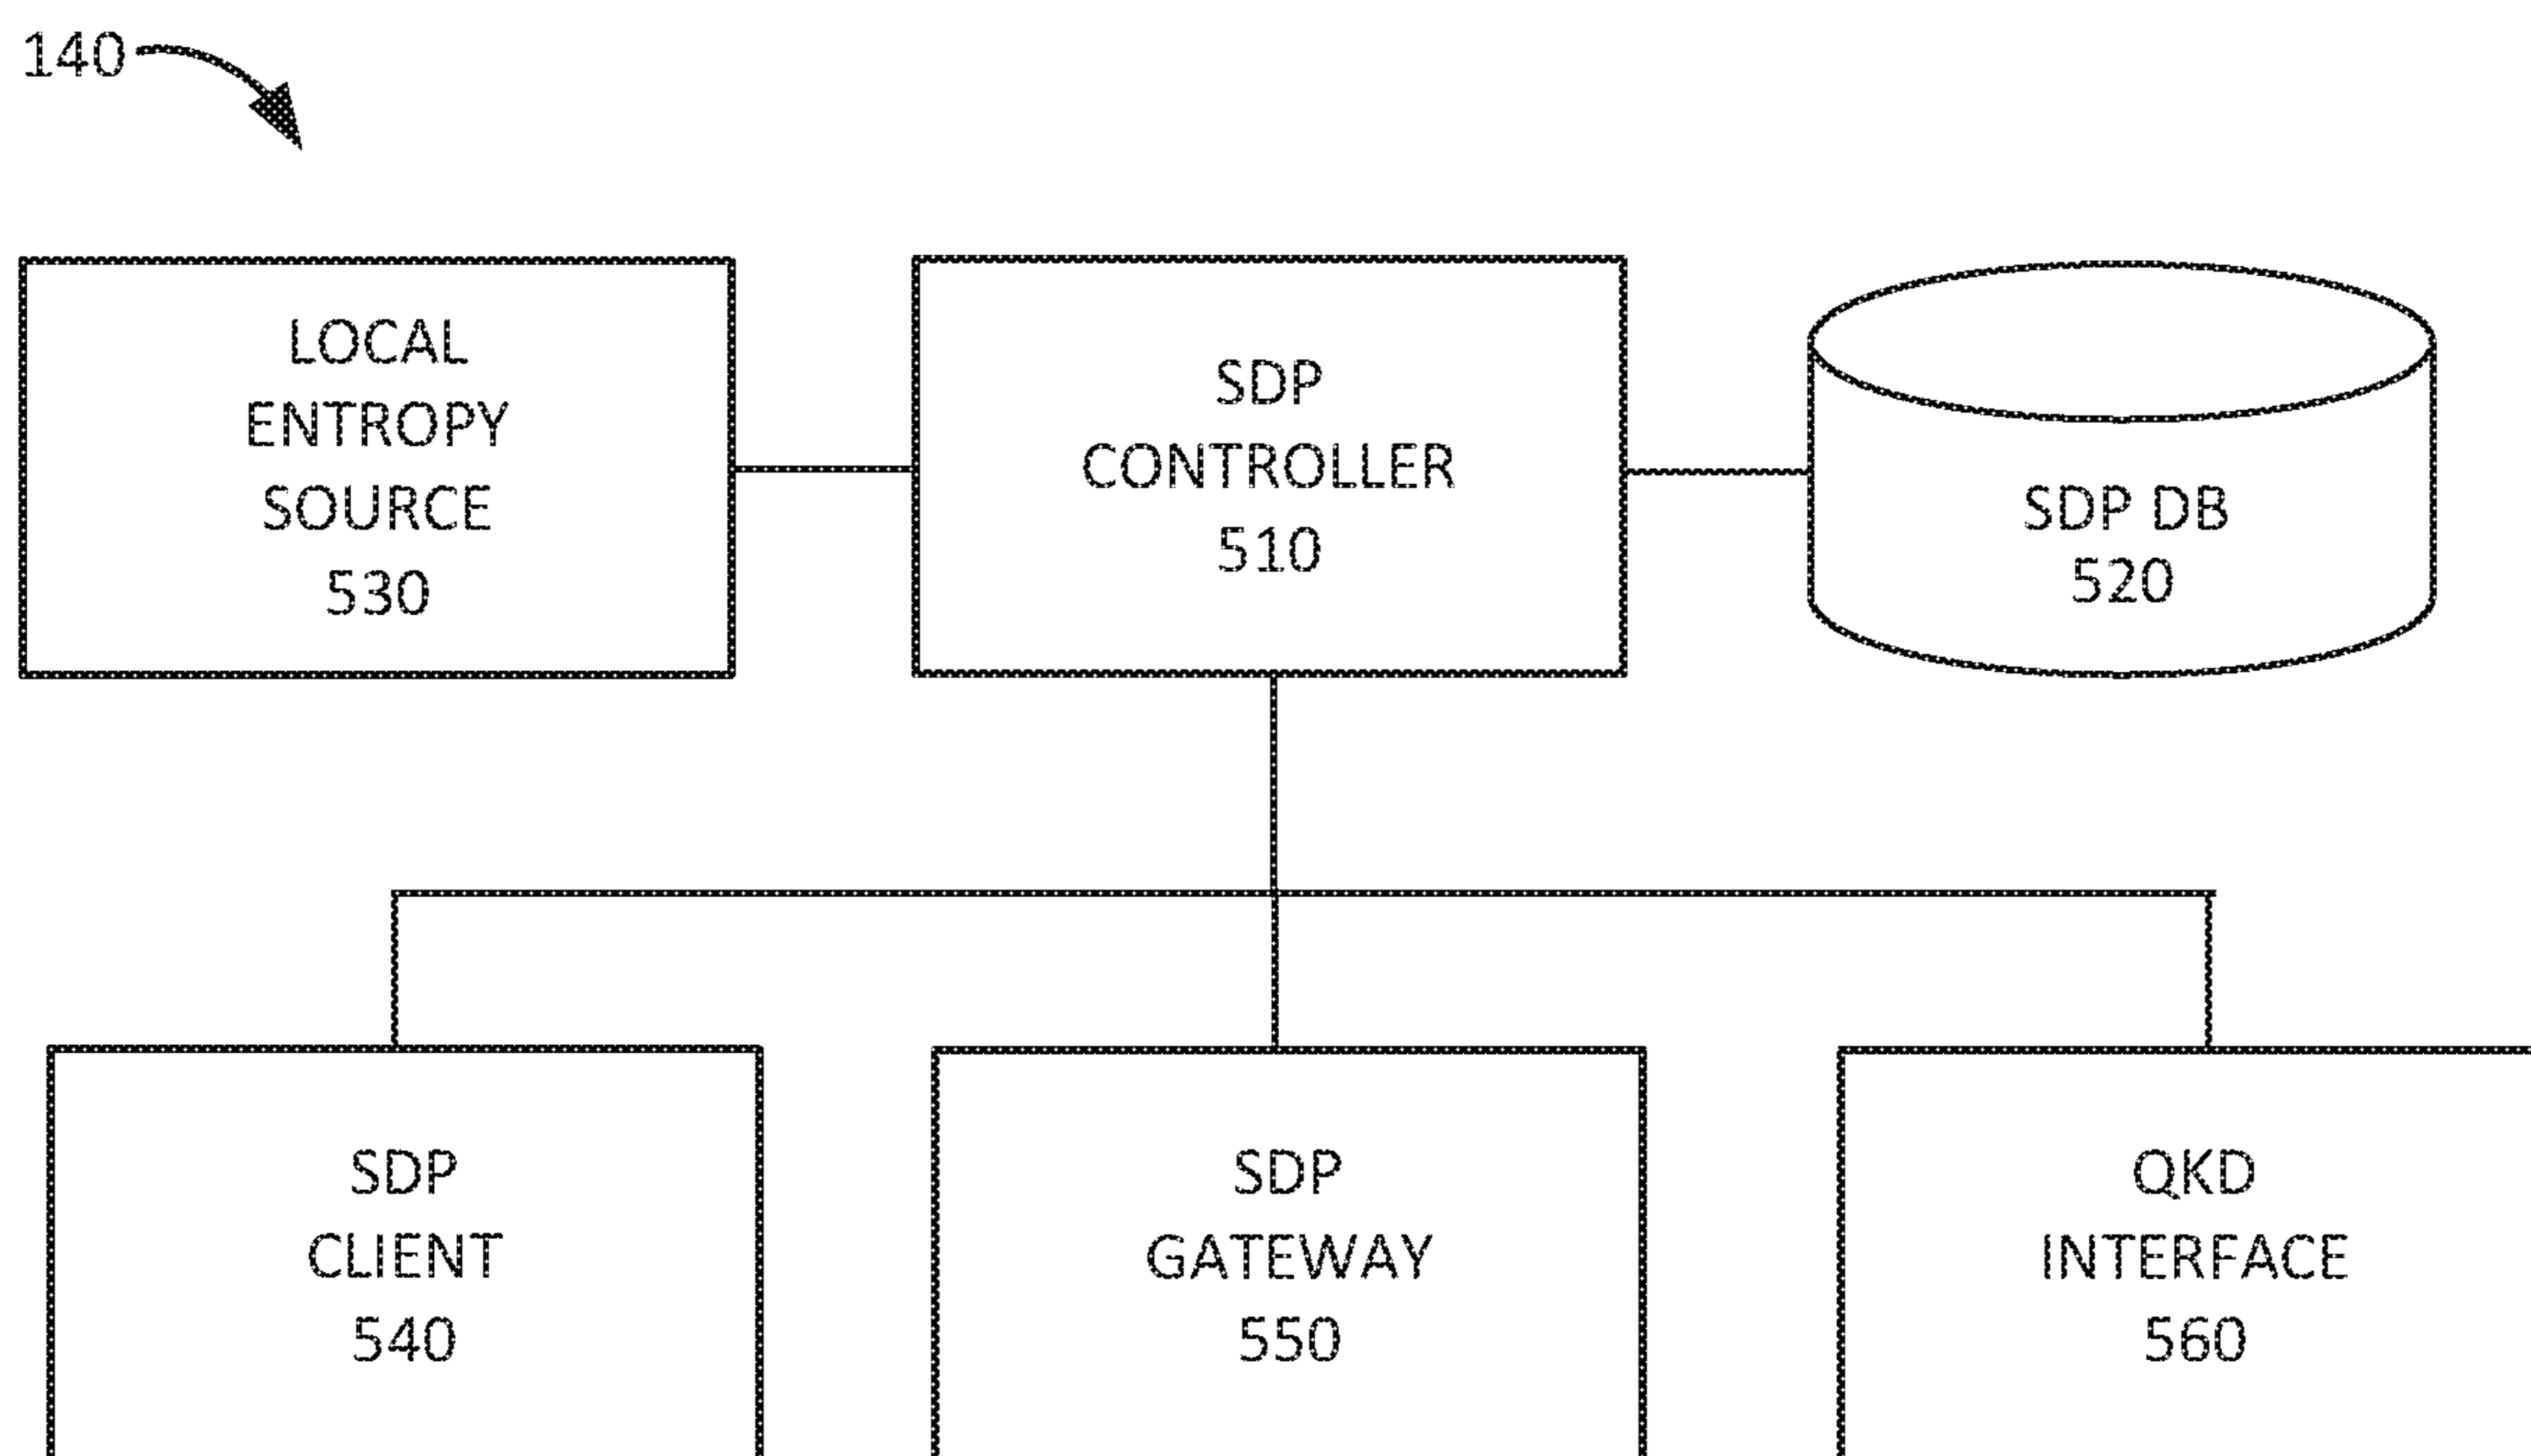 140
LOCAL
ENTROPY
SOURCE
530
SDP
CONTROLLER
510
SDP DB
520
SDP
CLIENT
540
SDP
GATEWAY
550
QKD
INTERFACE
560